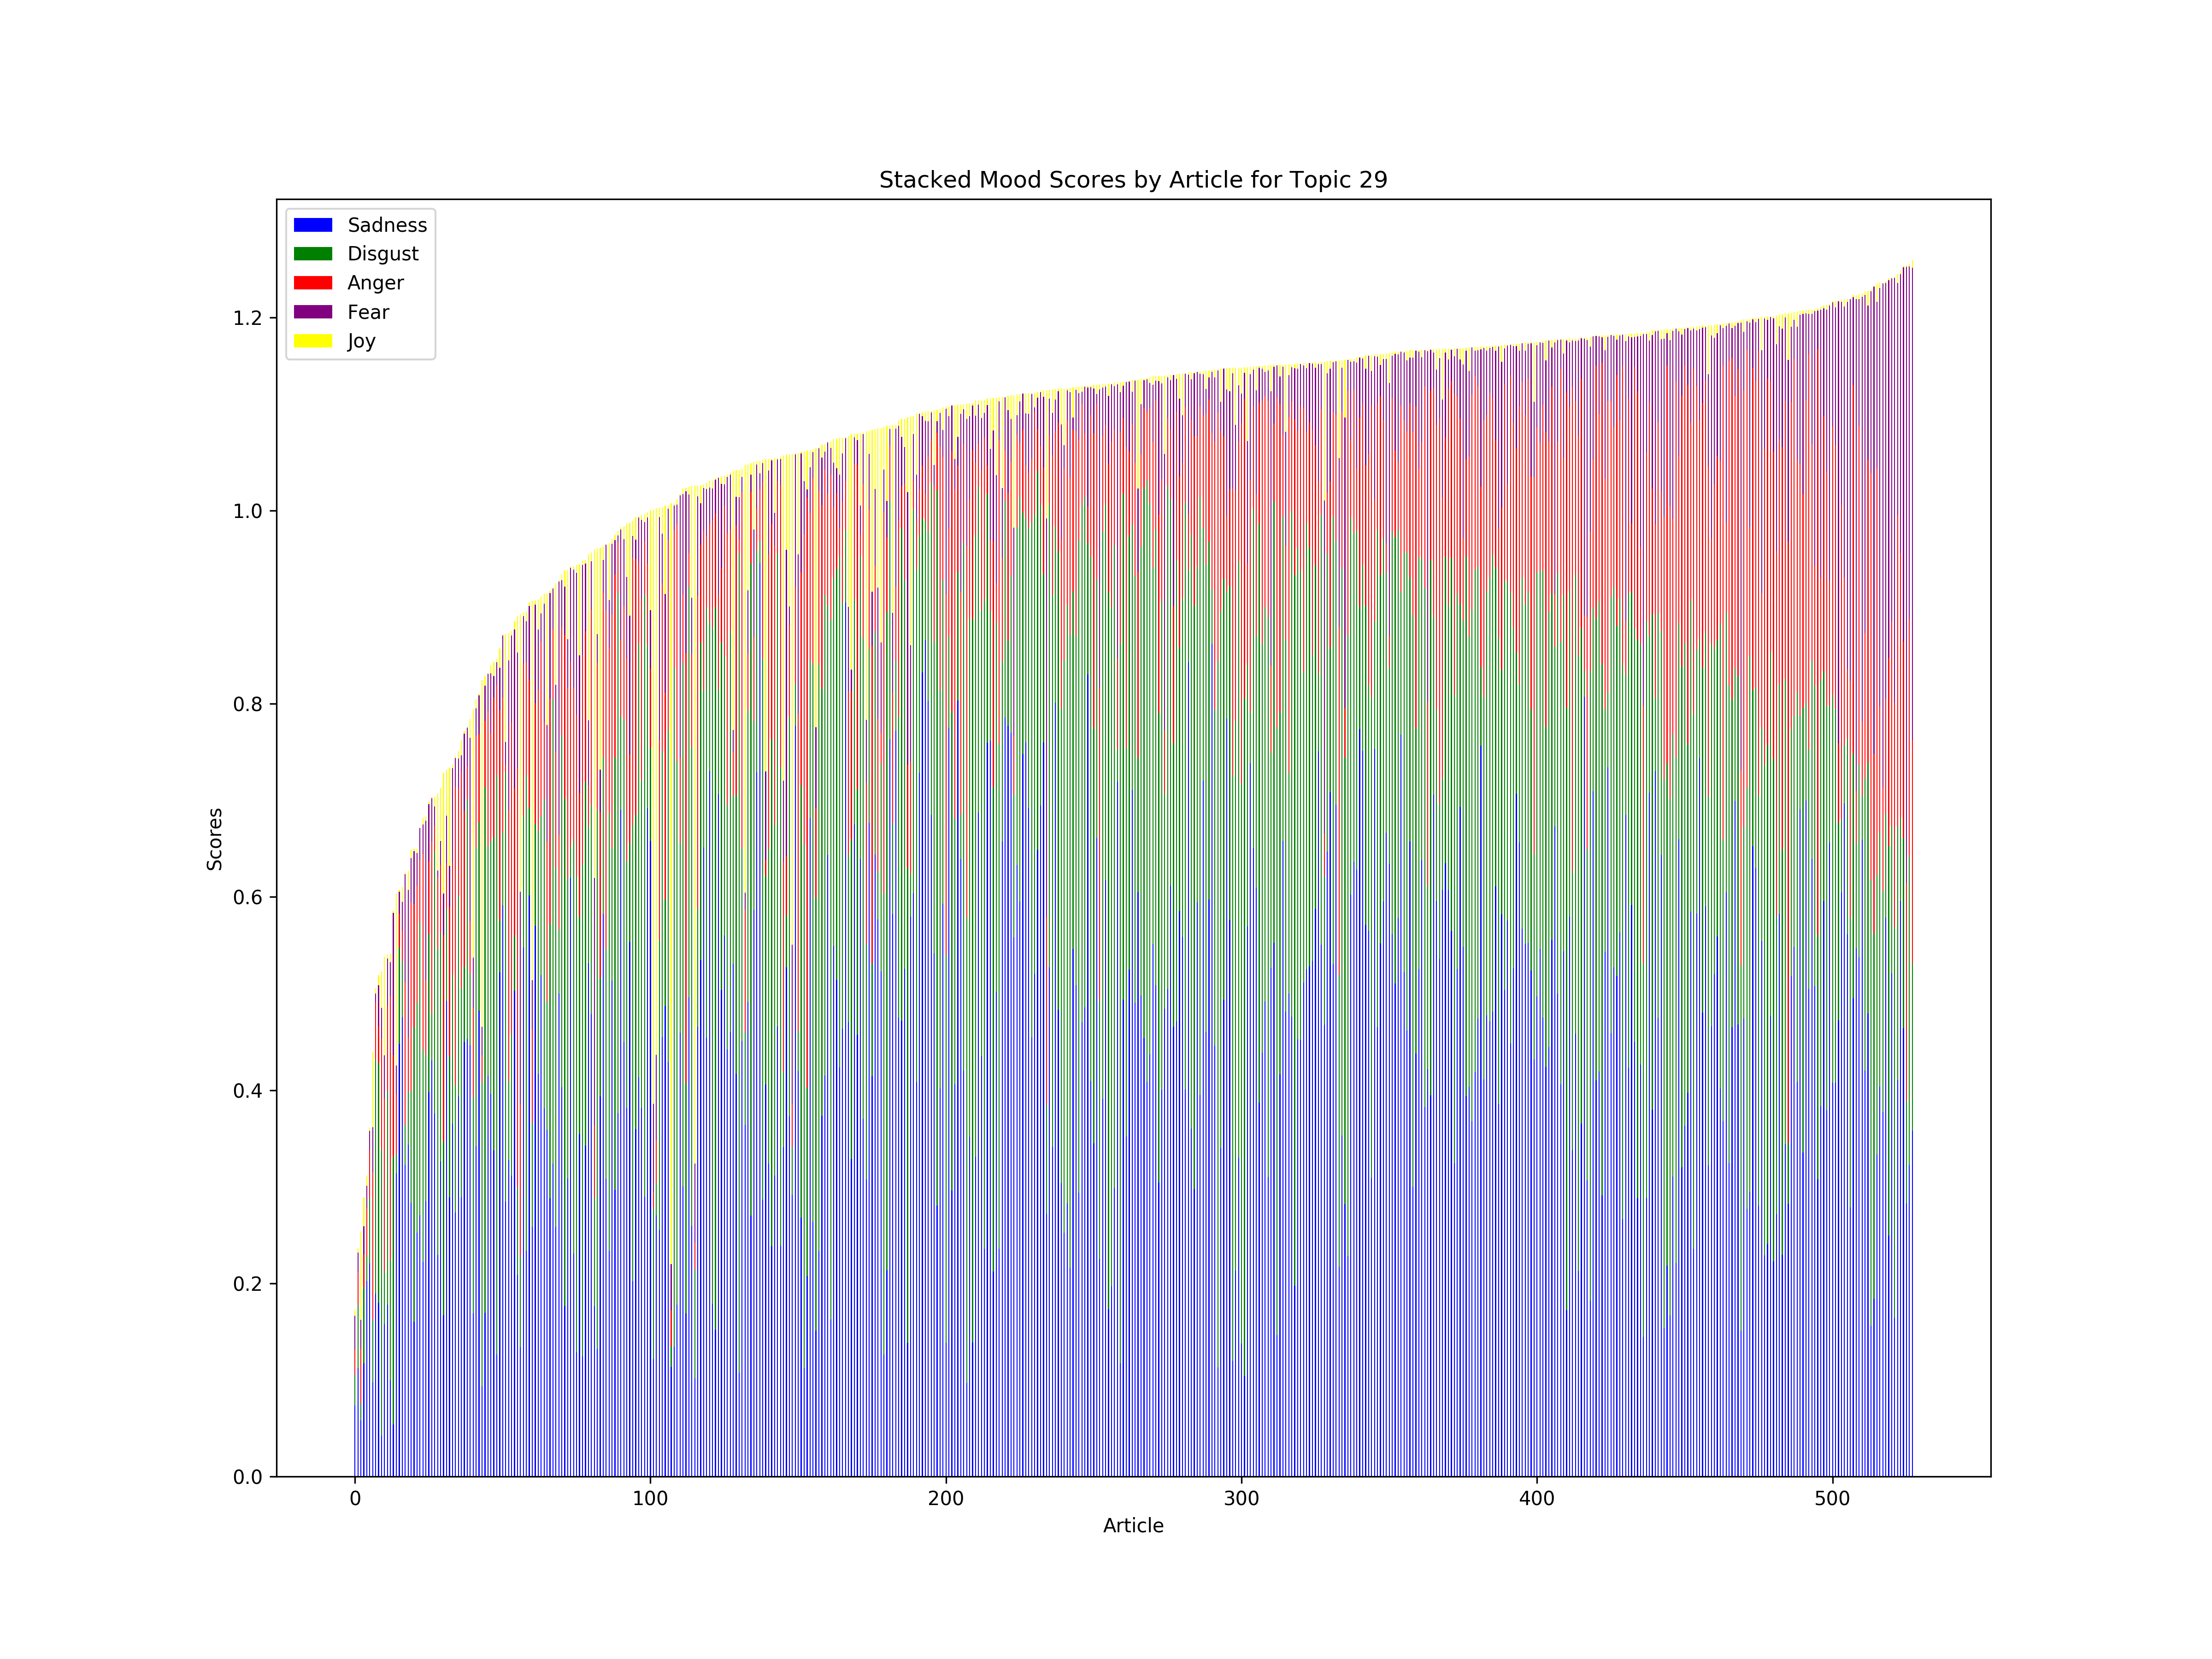 Stacked Mood Scores by Article for Topic 29
Sadness
Disgust
Anger
Fear
Joy
1.2
1.0
0.8
0.6
0.4
0.2
0.0
Scores
0 100 200 300 400 500
Article